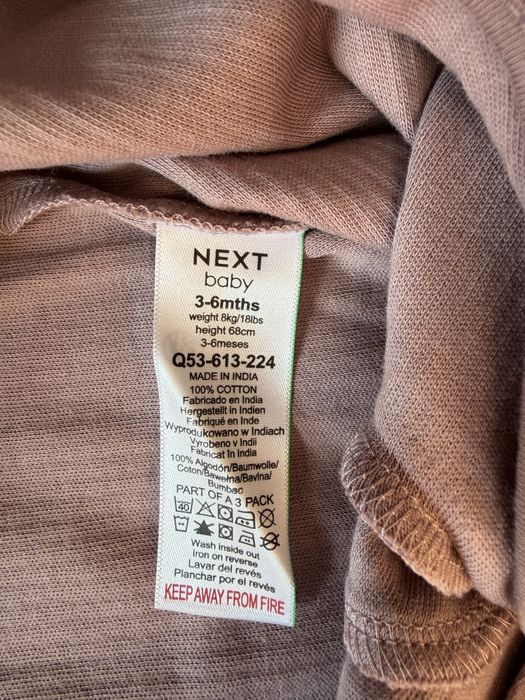 NEXT
baby
3-6mths
weight 8kg/18lbs
height 68cm
3-6meses
Q53-613-224
MADE IN INDIA
100% COTTON
Fabricado en India
Hergestellt in Indien
Fabriqué en Inde
Wyprodukowano w Indiach
Vyrobeno v Indii
Fabricat în India
100% Algodón/Baumwolle/
Coton/Bawełna/Bavlna/
Bumbac
PART OF A 3 PACK
40
Wash inside out
Iron on reverse
Lavar del revés
Planchar por el revés
KEEP AWAY FROM FIRE